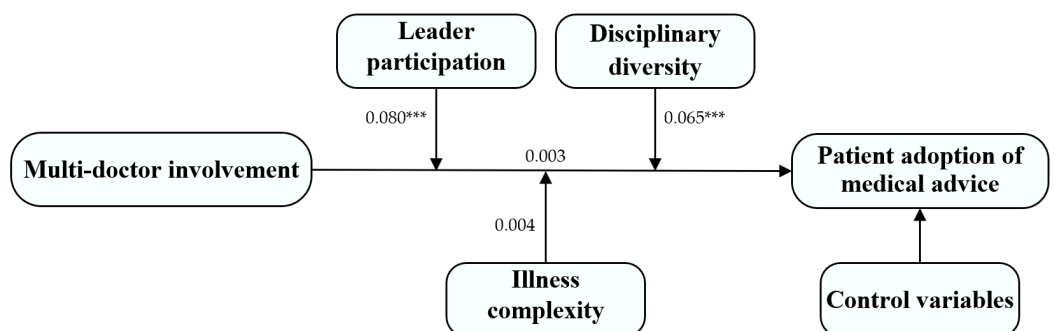 Leader
participation
Disciplinary
diversity
0.080***
0.065***
Multi-doctor involvement
0.003
Patient adoption of
medical advice
0.004
Illness
complexity
Control variables